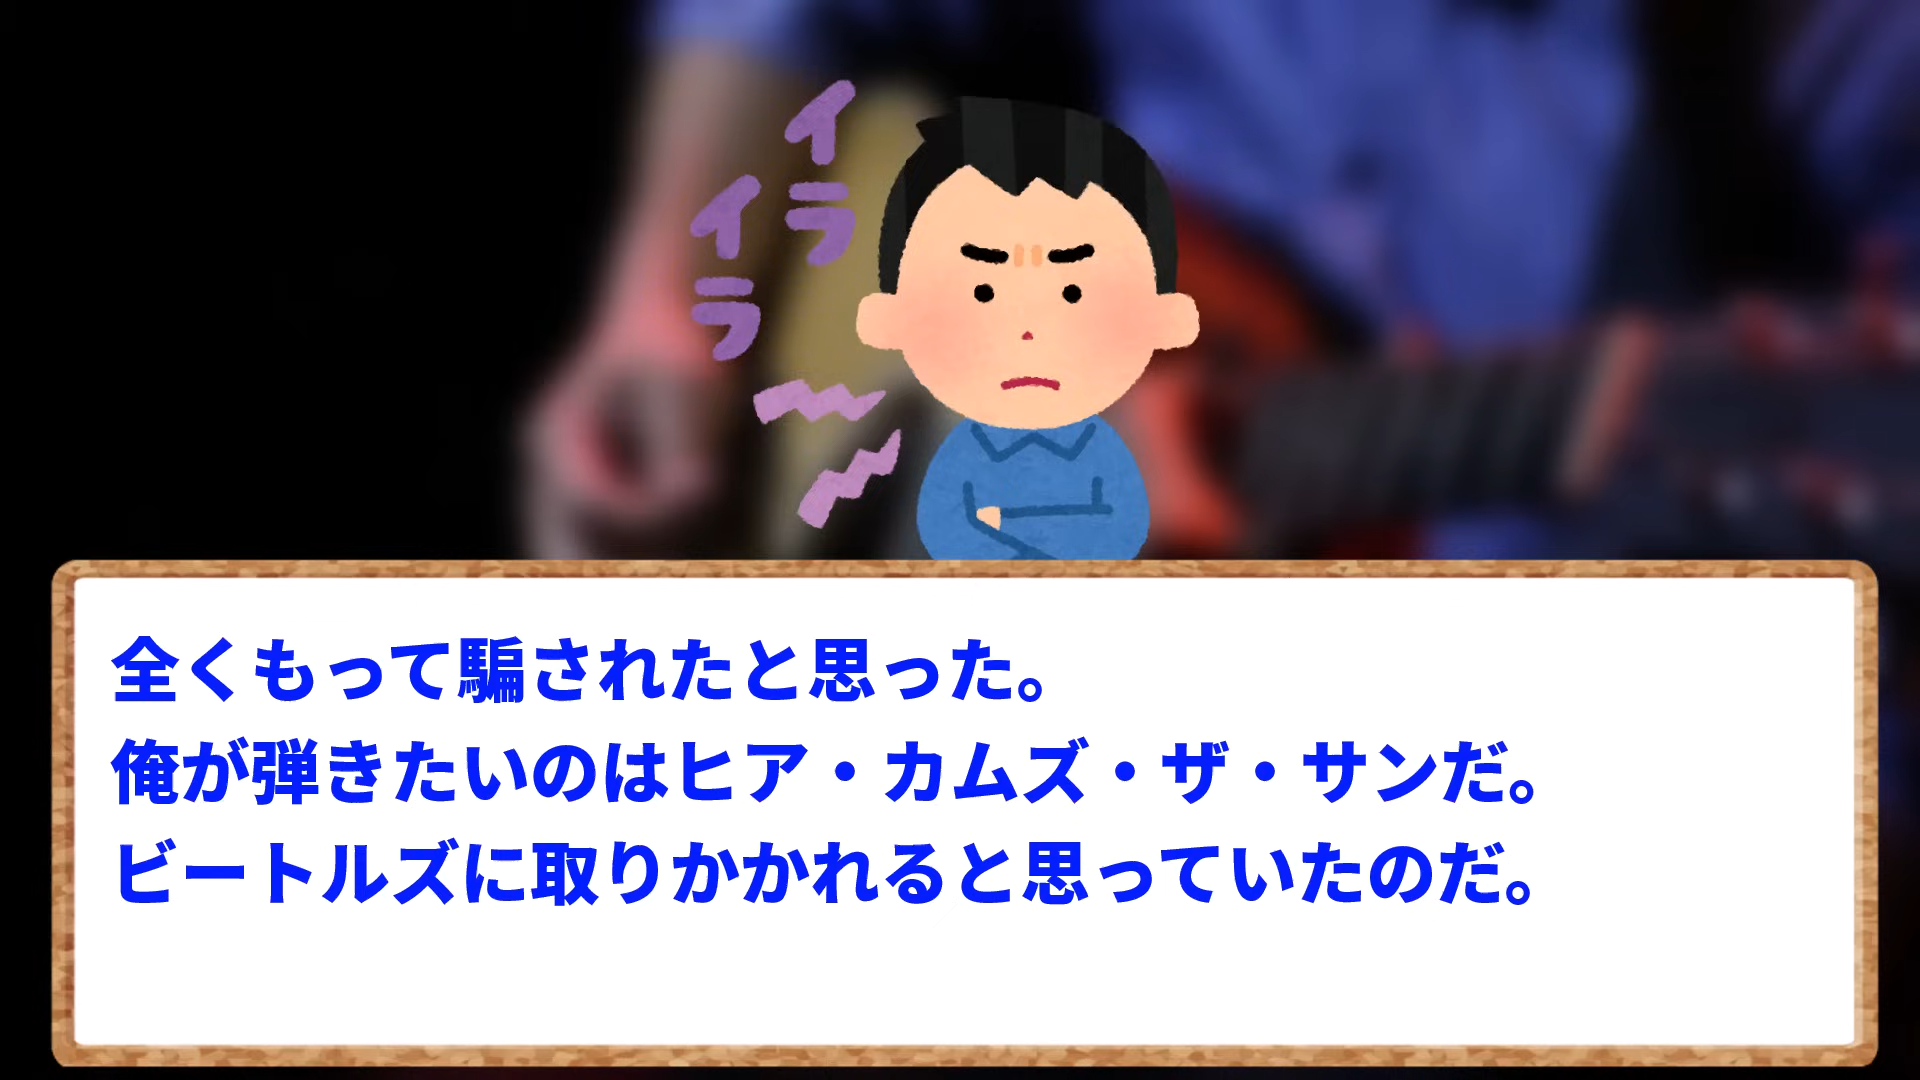 イラ
イラ
全くもって騙されたと思った。
俺が弾きたいのはヒア・カムズ・ザ・サンだ。
ビートルズに取りかかれると思っていたのだ。